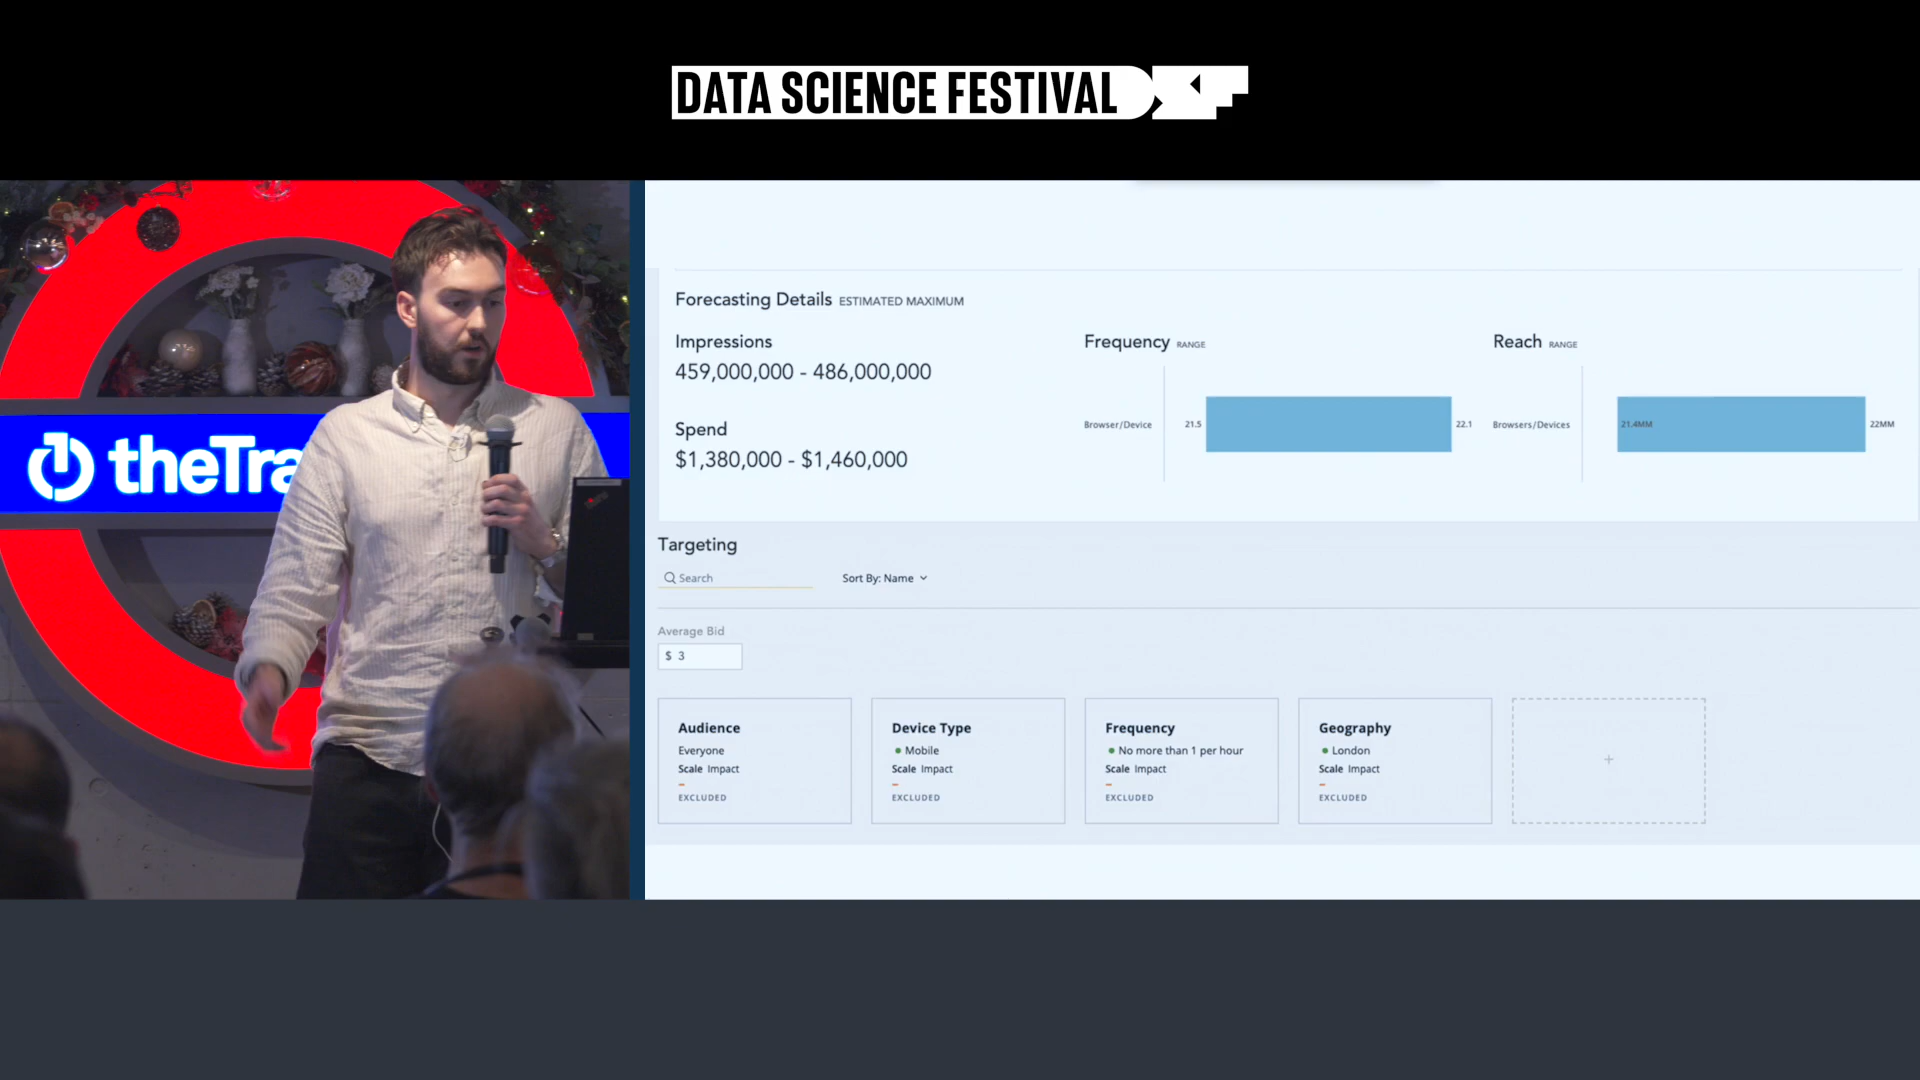 DATA SCIENCE FESTIVAL
theTra
Forecasting Details ESTIMATED MAXIMUM
Impressions
459,000,000 - 486,000,000
Spend
$1,380,000 - $1,460,000
Frequency RANGE
Browser/Device 21.5 22.1
Reach RANGE
Browsers/Devices 21.4MM 22MM
Targeting
Search
Sort By: Name
Average Bid
$ 3
Audience
Everyone
Scale Impact
EXCLUDED
Device Type
Mobile
Scale Impact
EXCLUDED
Frequency
No more than 1 per hour
Scale Impact
EXCLUDED
Geography
London
Scale Impact
EXCLUDED
+